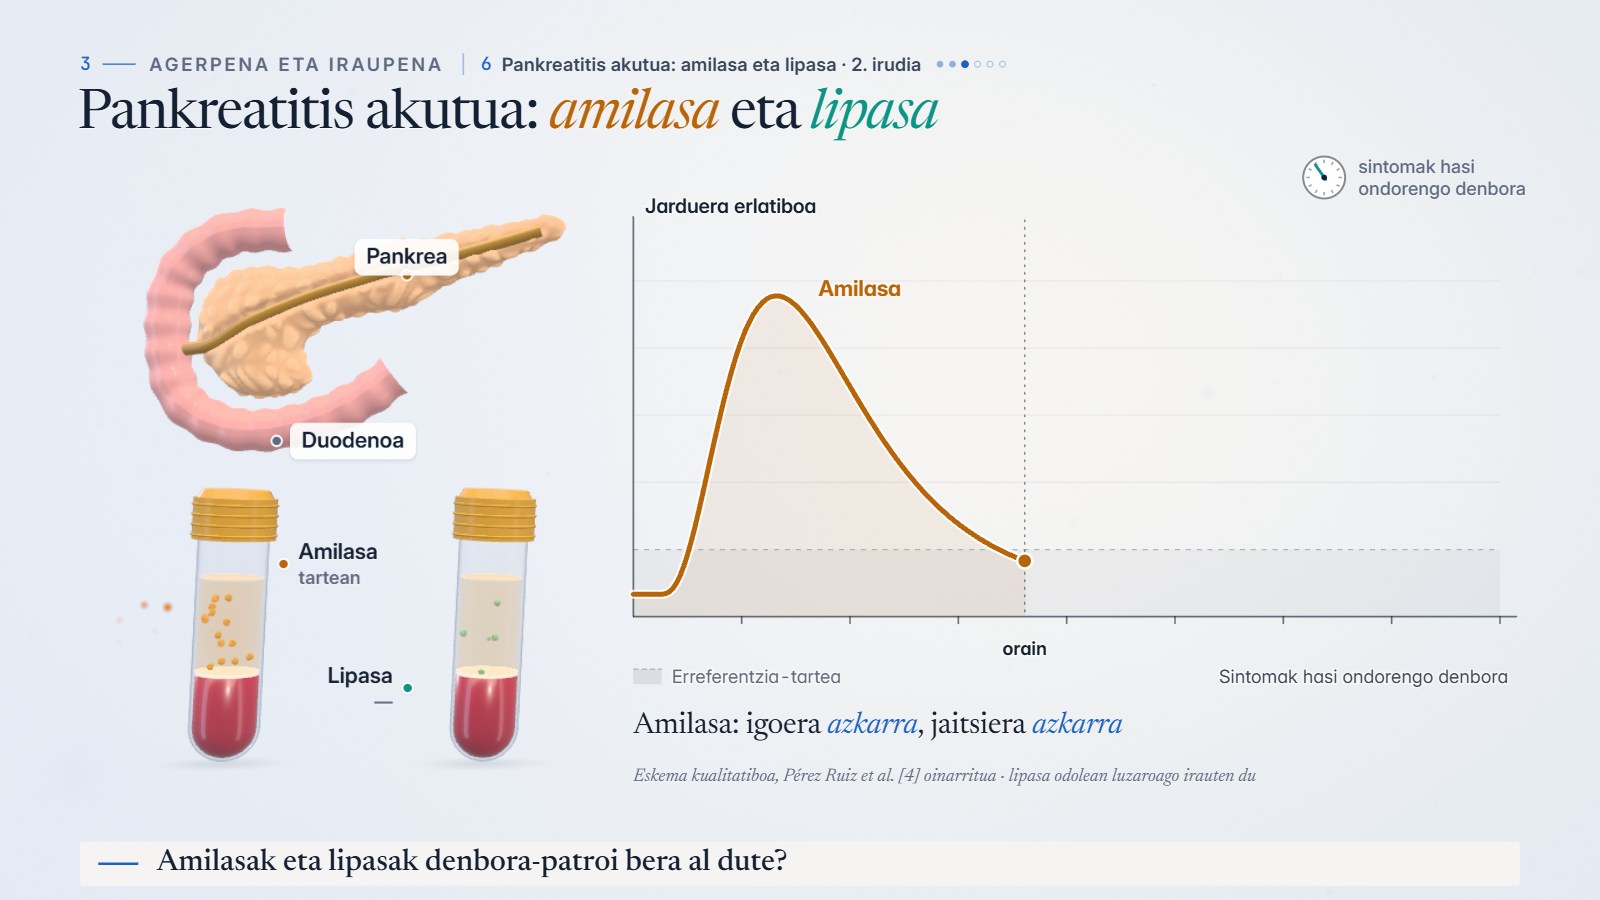 3 — AGERPENA ETA IRAUPENA | 6 Pankreatitis akutua: amilasa eta lipasa · 2. irudia
Pankreatitis akutua: amilasa eta lipasa
sintomak hasi
ondorengo denbora
Jarduera erlatiboa
Pankrea
Amilasa
Duodenoa
Amilasa
tartean
Lipasa
—
orain
Erreferentzia-tartea
Sintomak hasi ondorengo denbora
Amilasa: igoera azkarra, jaitsiera azkarra
Eskema kualitatiboa, Pérez Ruiz et al. [4] oinarritua · lipasa odolean luzaroago irauten du
— Amilasak eta lipasak denbora-patroi bera al dute?